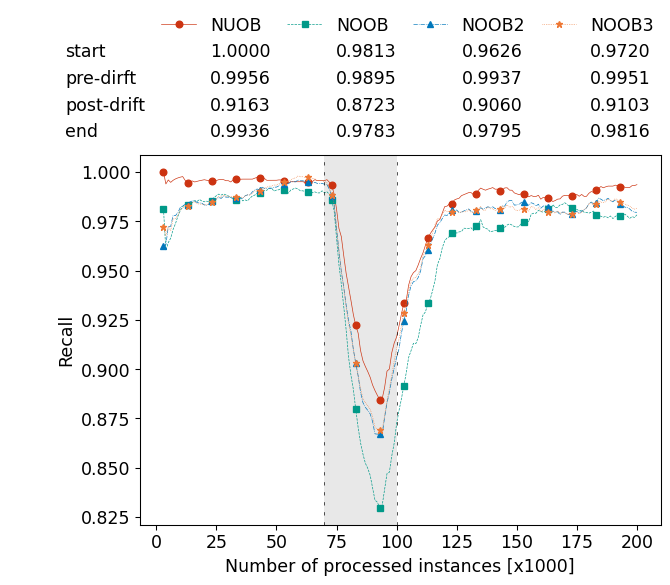 NUOB NOOB NOOB2 NOOB3
start 1.0000 0.9813 0.9626 0.9720
pre-dirft 0.9956 0.9895 0.9937 0.9951
post-drift 0.9163 0.8723 0.9060 0.9103
end 0.9936 0.9783 0.9795 0.9816
1.000
0.975
0.950
0.925
0.900
0.875
0.850
0.825
Recall
0 25 50 75 100 125 150 175 200
Number of processed instances [x1000]